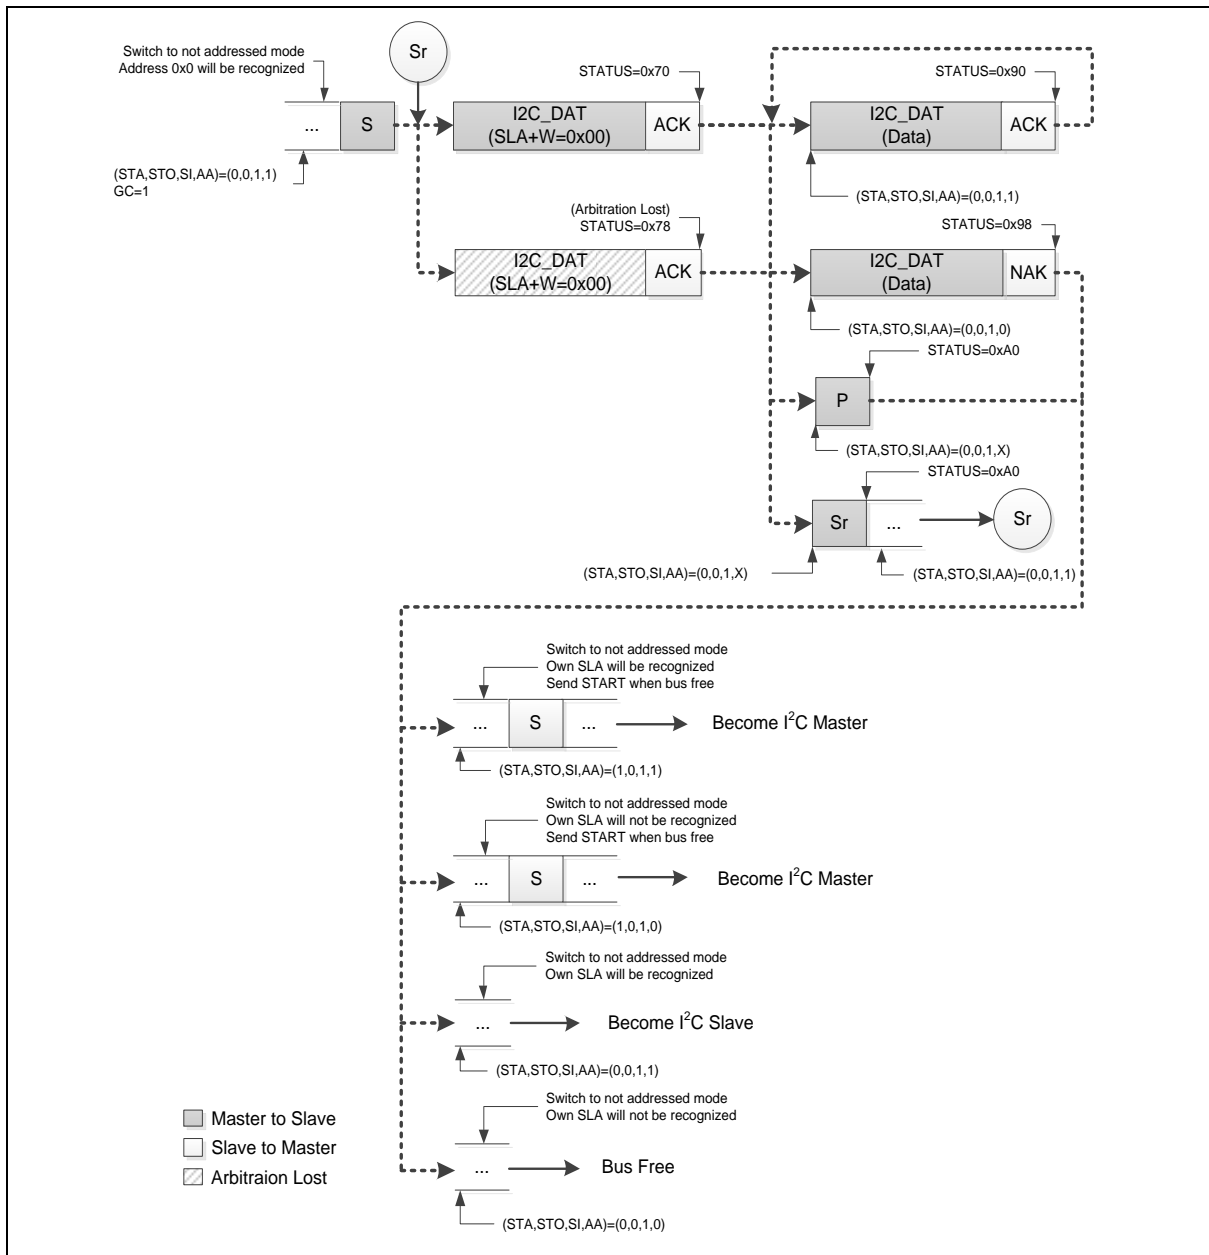 Switch to not addressed mode
Address 0x0 will be recognized
Sr
STATUS=0x70
STATUS=0x90
...
S
I2C_DAT
(SLA+W=0x00)
ACK
I2C_DAT
(Data)
ACK
(STA,STO,SI,AA)=(0,0,1,1)
GC=1
(STA,STO,SI,AA)=(0,0,1,1)
(Arbitration Lost)
STATUS=0x78
STATUS=0x98
I2C_DAT
(SLA+W=0x00)
ACK
I2C_DAT
(Data)
NAK
(STA,STO,SI,AA)=(0,0,1,0)
STATUS=0xA0
P
(STA,STO,SI,AA)=(0,0,1,X)
STATUS=0xA0
Sr
...
Sr
(STA,STO,SI,AA)=(0,0,1,X)
(STA,STO,SI,AA)=(0,0,1,1)
Switch to not addressed mode
Own SLA will be recognized
Send START when bus free
...
S
...
Become I²C Master
(STA,STO,SI,AA)=(1,0,1,1)
Switch to not addressed mode
Own SLA will not be recognized
Send START when bus free
...
S
...
Become I²C Master
(STA,STO,SI,AA)=(1,0,1,0)
Switch to not addressed mode
Own SLA will be recognized
...
Become I²C Slave
(STA,STO,SI,AA)=(0,0,1,1)
Switch to not addressed mode
Own SLA will not be recognized
...
Bus Free
(STA,STO,SI,AA)=(0,0,1,0)
Master to Slave
Slave to Master
Arbitraion Lost